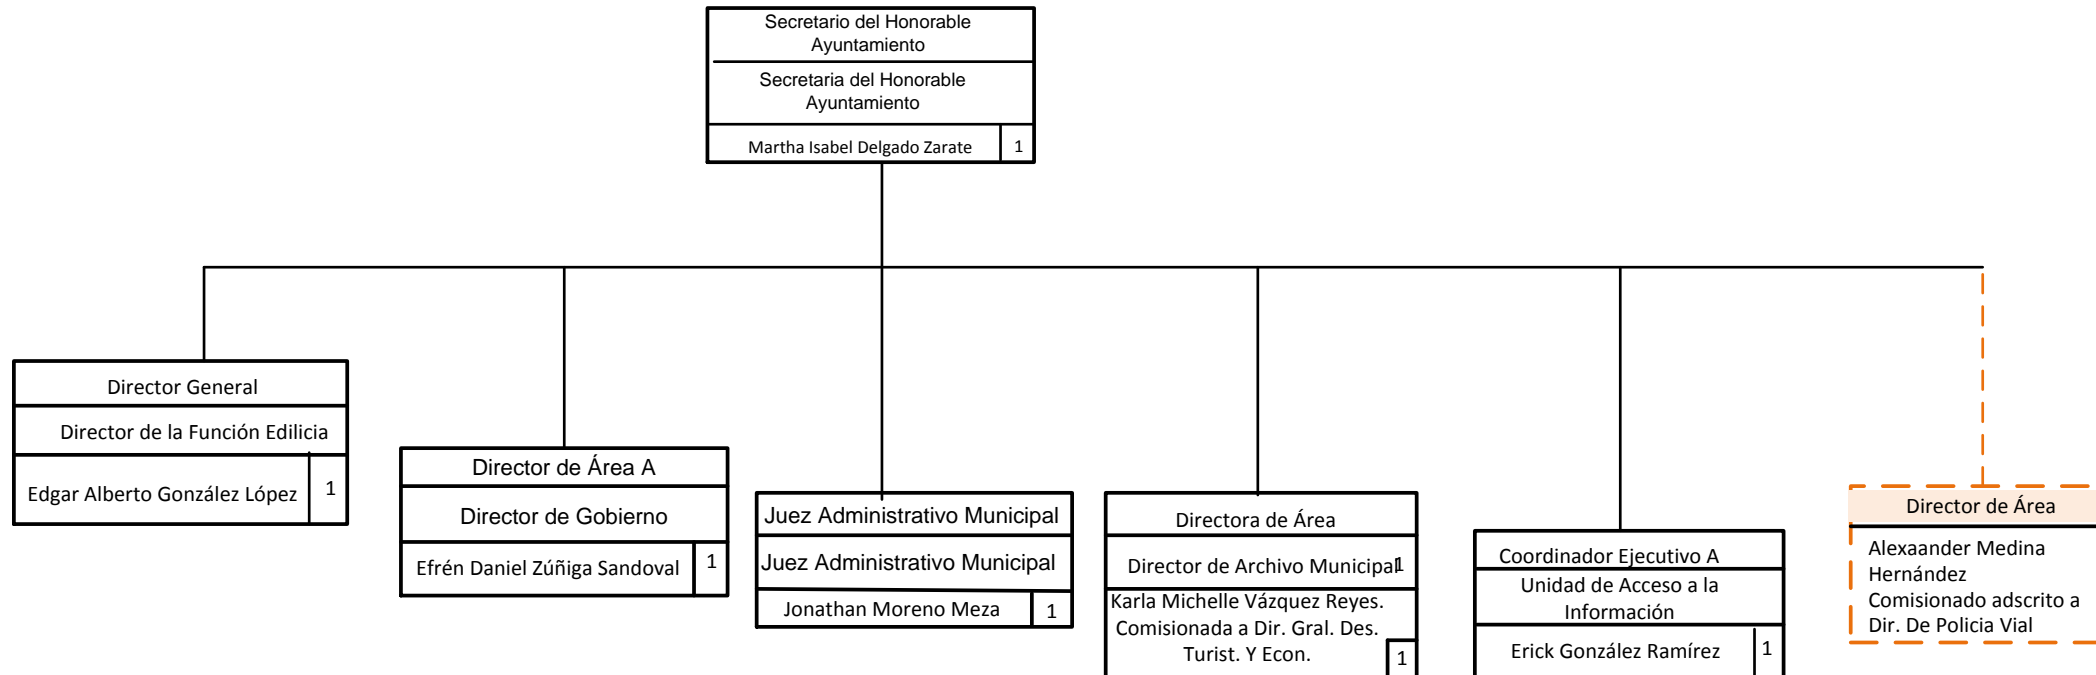 Secretario del Honorable
Ayuntamiento
Secretaria del Honorable
Ayuntamiento
Martha Isabel Delgado Zarate
1
Director General
Director de la Función Edilicia
Edgar Alberto González López
1
Director de Área A
Director de Gobierno
Efrén Daniel Zúñiga Sandoval
1
Juez Administrativo Municipal
Juez Administrativo Municipal
Jonathan Moreno Meza
1
Directora de Área
Director de Archivo Municipal
1
Karla Michelle Vázquez Reyes.
Comisionada a Dir. Gral. Des.
Turist. Y Econ.
1
Coordinador Ejecutivo A
Unidad de Acceso a la
Información
Erick González Ramírez
1
Director de Área
Alexaander Medina
Hernández
Comisionado adscrito a
Dir. De Policia Vial